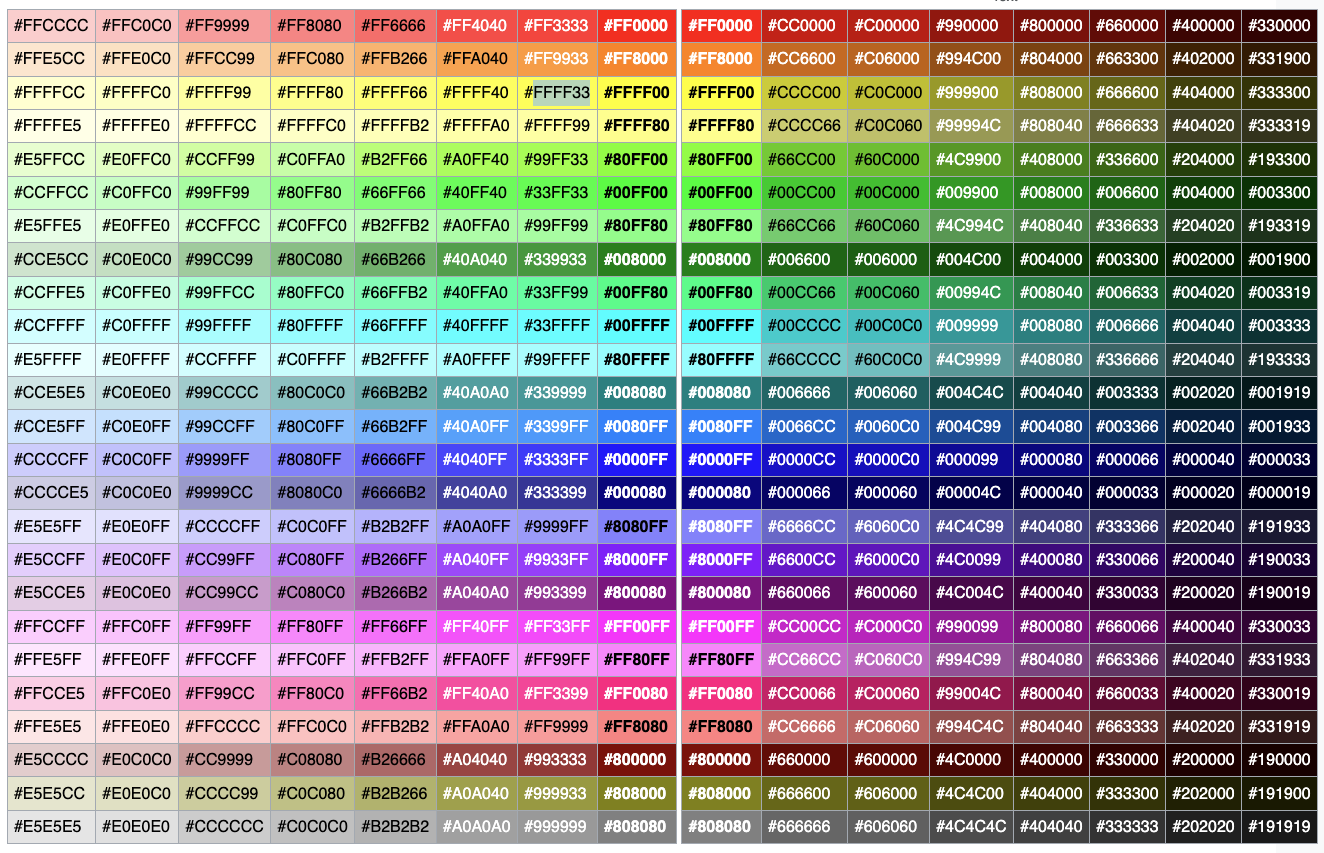 #FFCCCC #FFC0C0 #FF9999 #FF8080 #FF6666 #FF4040 #FF3333 #FF0000 #FF0000 #CC0000 #C00000 #990000 #800000 #660000 #400000 #330000
#FFE5CC #FFE0C0 #FFCC99 #FFC080 #FFB266 #FFA040 #FF9933 #FF8000 #FF8000 #CC6600 #C06000 #994C00 #804000 #663300 #402000 #331900
#FFFFCC #FFFFC0 #FFFF99 #FFFF80 #FFFF66 #FFFF40 #FFFF33 #FFFF00 #FFFF00 #CCCC00 #C0C000 #999900 #808000 #666600 #404000 #333300
#FFFFE5 #FFFFE0 #FFFFCC #FFFFC0 #FFFFB2 #FFFFA0 #FFFF99 #FFFF80 #FFFF80 #CCCC66 #C0C060 #99994C #808040 #666633 #404020 #333319
#E5FFCC #E0FFC0 #CCFF99 #C0FFA0 #B2FF66 #A0FF40 #99FF33 #80FF00 #80FF00 #66CC00 #60C000 #4C9900 #408000 #336600 #204000 #193300
#CCFFCC #C0FFC0 #99FF99 #80FF80 #66FF66 #40FF40 #33FF33 #00FF00 #00FF00 #00CC00 #00C000 #009900 #008000 #006600 #004000 #003300
#E5FFE5 #E0FFE0 #CCFFCC #C0FFC0 #B2FFB2 #A0FFA0 #99FF99 #80FF80 #80FF80 #66CC66 #60C060 #4C994C #408040 #336633 #204020 #193319
#CCE5CC #C0E0C0 #99CC99 #80C080 #66B266 #40A040 #339933 #008000 #008000 #006600 #006000 #004C00 #004000 #003300 #002000 #001900
#CCFFE5 #C0FFE0 #99FFCC #80FFC0 #66FFB2 #40FFA0 #33FF99 #00FF80 #00FF80 #00CC66 #00C060 #00994C #008040 #006633 #004020 #003319
#CCFFFF #C0FFFF #99FFFF #80FFFF #66FFFF #40FFFF #33FFFF #00FFFF #00FFFF #00CCCC #00C0C0 #009999 #008080 #006666 #004040 #003333
#E5FFFF #E0FFFF #CCFFFF #C0FFFF #B2FFFF #A0FFFF #99FFFF #80FFFF #80FFFF #66CCCC #60C0C0 #4C9999 #408080 #336666 #204040 #193333
#CCE5E5 #C0E0E0 #99CCCC #80C0C0 #66B2B2 #40A0A0 #339999 #008080 #008080 #006666 #006060 #004C4C #004040 #003333 #002020 #001919
#CCE5FF #C0E0FF #99CCFF #80C0FF #66B2FF #40A0FF #3399FF #0080FF #0080FF #0066CC #0060C0 #004C99 #004080 #003366 #002040 #001933
#CCCCFF #C0C0FF #9999FF #8080FF #6666FF #4040FF #3333FF #0000FF #0000FF #0000CC #0000C0 #000099 #000080 #000066 #000040 #000033
#CCCCE5 #C0C0E0 #9999CC #8080C0 #6666B2 #4040A0 #333399 #000080 #000080 #000066 #000060 #00004C #000040 #000033 #000020 #000019
#E5E5FF #E0E0FF #CCCCFF #C0C0FF #B2B2FF #A0A0FF #9999FF #8080FF #8080FF #6666CC #6060C0 #4C4C99 #404080 #333366 #202040 #191933
#E5CCFF #E0C0FF #CC99FF #C080FF #B266FF #A040FF #9933FF #8000FF #8000FF #6600CC #6000C0 #4C0099 #400080 #330066 #200040 #190033
#E5CCE5 #E0C0E0 #CC99CC #C080C0 #B266B2 #A040A0 #993399 #800080 #800080 #660066 #600060 #4C004C #400040 #330033 #200020 #190019
#FFCCFF #FFC0FF #FF99FF #FF80FF #FF66FF #FF40FF #FF33FF #FF00FF #FF00FF #CC00CC #C000C0 #990099 #800080 #660066 #400040 #330033
#FFE5FF #FFE0FF #FFCCFF #FFC0FF #FFB2FF #FFA0FF #FF99FF #FF80FF #FF80FF #CC66CC #C060C0 #994C99 #804080 #663366 #402040 #331933
#FFCCE5 #FFC0E0 #FF99CC #FF80C0 #FF66B2 #FF40A0 #FF3399 #FF0080 #FF0080 #CC0066 #C00060 #99004C #800040 #660033 #400020 #330019
#FFE5E5 #FFE0E0 #FFCCCC #FFC0C0 #FFB2B2 #FFA0A0 #FF9999 #FF8080 #FF8080 #CC6666 #C06060 #994C4C #804040 #663333 #402020 #331919
#E5CCCC #E0C0C0 #CC9999 #C08080 #B26666 #A04040 #993333 #800000 #800000 #660000 #600000 #4C0000 #400000 #330000 #200000 #190000
#E5E5CC #E0E0C0 #CCCC99 #C0C080 #B2B266 #A0A040 #999933 #808000 #808000 #666600 #606000 #4C4C00 #404000 #333300 #202000 #191900
#E5E5E5 #E0E0E0 #CCCCCC #C0C0C0 #B2B2B2 #A0A0A0 #999999 #808080 #808080 #666666 #606060 #4C4C4C #404040 #333333 #202020 #191919